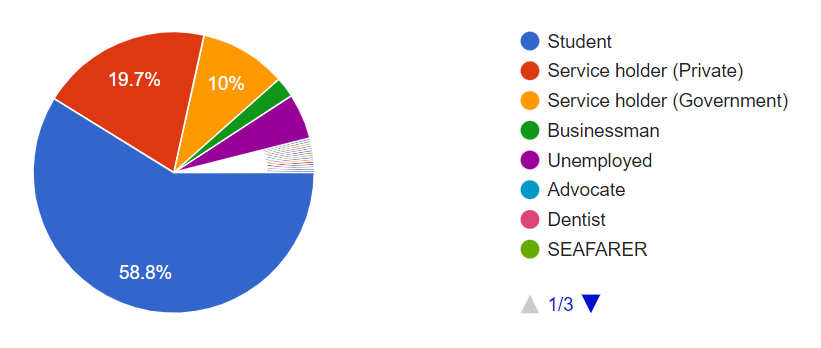 19.7%
10%
58.8%
Student
Service holder (Private)
Service holder (Government)
Businessman
Unemployed
Advocate
Dentist
SEAFARER
1/3